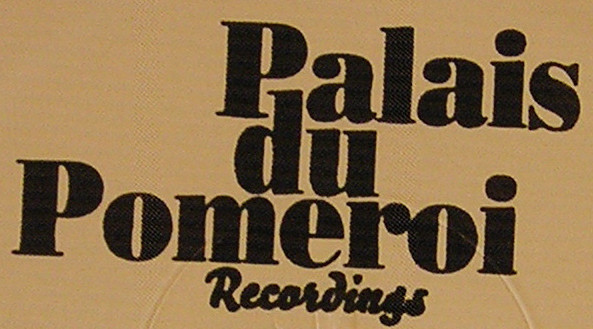 Palais
du
Pomeroi
Recordings